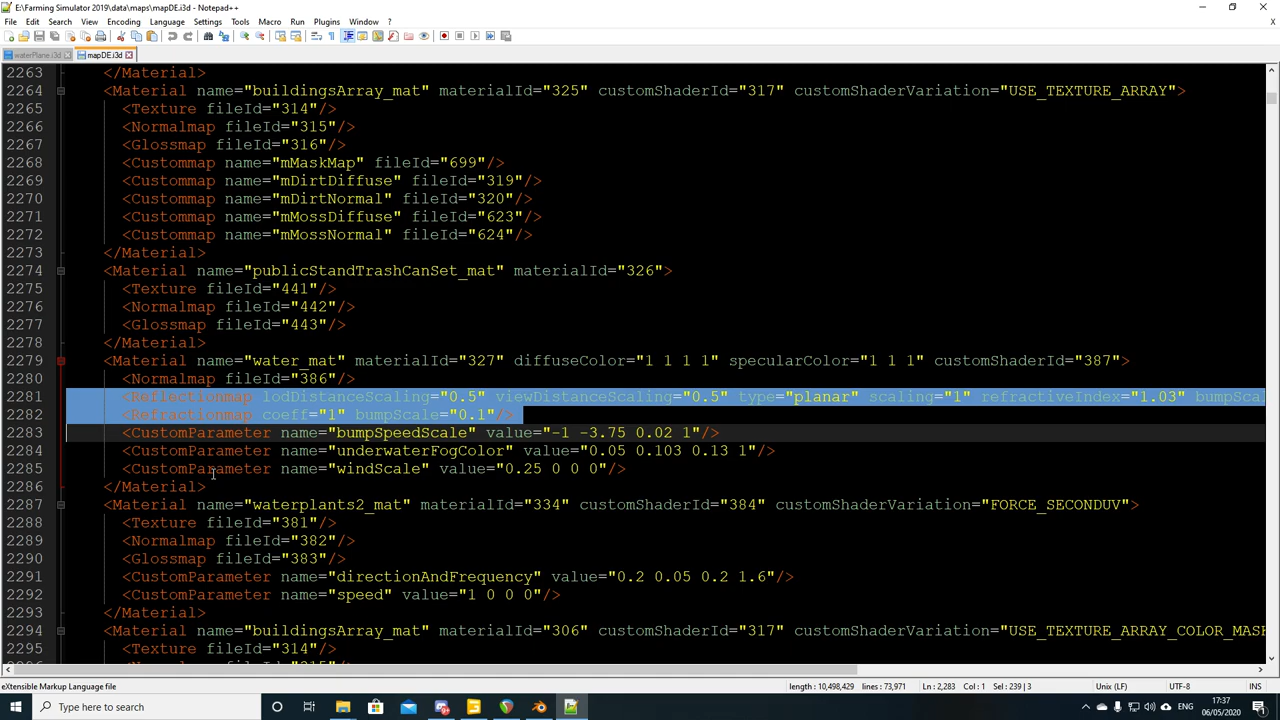 E:\Farming Simulator 2019\data\maps\mapDE.i3d - Notepad++
File Edit Search View Encoding Language Settings Tools Macro Run Plugins Window ? X
waterPlane.i3d mapDE.i3d
2263 </Material>
2264 <Material name="buildingsArray_mat" materialId="325" customShaderId="317" customShaderVariation="USE_TEXTURE_ARRAY">
2265 <Texture fileId="314"/>
2266 <Normalmap fileId="315"/>
2267 <Glossmap fileId="316"/>
2268 <Custommap name="mMaskMap" fileId="699"/>
2269 <Custommap name="mDirtDiffuse" fileId="319"/>
2270 <Custommap name="mDirtNormal" fileId="320"/>
2271 <Custommap name="mMossDiffuse" fileId="623"/>
2272 <Custommap name="mMossNormal" fileId="624"/>
2273 </Material>
2274 <Material name="publicStandTrashCanSet_mat" materialId="326">
2275 <Texture fileId="441"/>
2276 <Normalmap fileId="442"/>
2277 <Glossmap fileId="443"/>
2278 </Material>
2279 <Material name="water_mat" materialId="327" diffuseColor="1 1 1 1" specularColor="1 1 1" customShaderId="387">
2280 <Normalmap fileId="386"/>
2281 <Reflectionmap lodDistanceScaling="0.5" viewDistanceScaling="0.5" type="planar" scaling="1" refractiveIndex="1.03" bumpSca
2282 <Refractionmap coeff="1" bumpScale="0.1"/>
2283 <CustomParameter name="bumpSpeedScale" value="-1 -3.75 0.02 1"/>
2284 <CustomParameter name="underwaterFogColor" value="0.05 0.103 0.13 1"/>
2285 <CustomParameter name="windScale" value="0.25 0 0 0"/>
2286 </Material>
2287 <Material name="waterplants2_mat" materialId="334" customShaderId="384" customShaderVariation="FORCE_SECONDUV">
2288 <Texture fileId="381"/>
2289 <Normalmap fileId="382"/>
2290 <Glossmap fileId="383"/>
2291 <CustomParameter name="directionAndFrequency" value="0.2 0.05 0.2 1.6"/>
2292 <CustomParameter name="speed" value="1 0 0 0"/>
2293 </Material>
2294 <Material name="buildingsArray_mat" materialId="306" customShaderId="317" customShaderVariation="USE_TEXTURE_ARRAY_COLOR_MASK
2295 <Texture fileId="314"/>
eXtensible Markup Language file length : 10,498,429 lines : 73,971 Ln : 2,283 Col : 1 Sel : 239 | 3 Unix (LF) UTF-8 INS
Type here to search ENG 17:37
06/05/2020